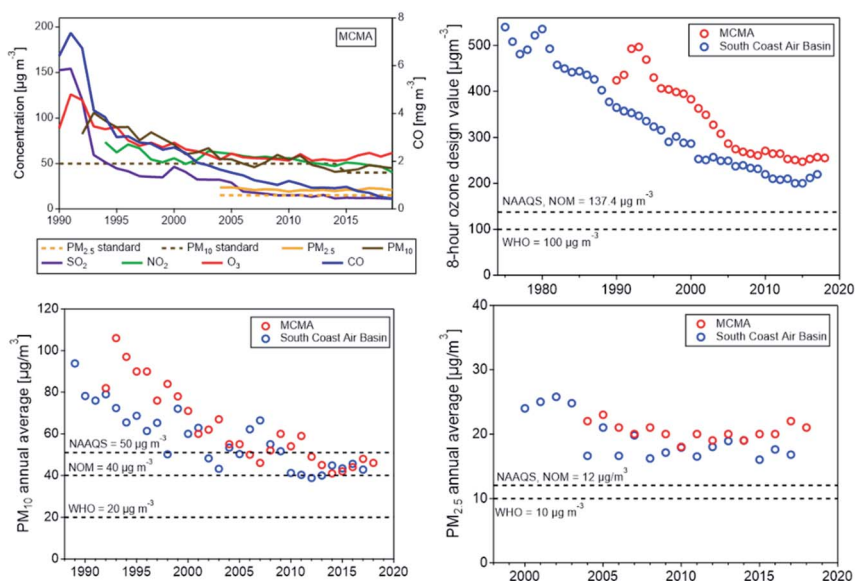 MCMA
200
150
100
50
0
8
6
4
2
0
1990 1995 2000 2005 2010 2015
Concentration [µg m⁻³]
CO [mg m⁻³]
PM₂.₅ standard PM₁₀ standard PM₂.₅ PM₁₀
SO₂ NO₂ O₃ CO
MCMA
South Coast Air Basin
500
400
300
200
100
0
NAAQS, NOM = 137.4 µg m⁻³
WHO = 100 µg m⁻³
1980 1990 2000 2010 2020
8-hour ozone design value [µgm⁻³]
MCMA
South Coast Air Basin
120
100
80
60
40
20
0
NAAQS = 50 µg m⁻³
NOM = 40 µg m⁻³
WHO = 20 µg m⁻³
1990 1995 2000 2005 2010 2015 2020
PM₁₀ annual average [µg/m³]
MCMA
South Coast Air Basin
40
30
20
10
0
NAAQS, NOM = 12 µg/m³
WHO = 10 µg m⁻³
2000 2005 2010 2015 2020
PM₂.₅ annual average [µg/m³]